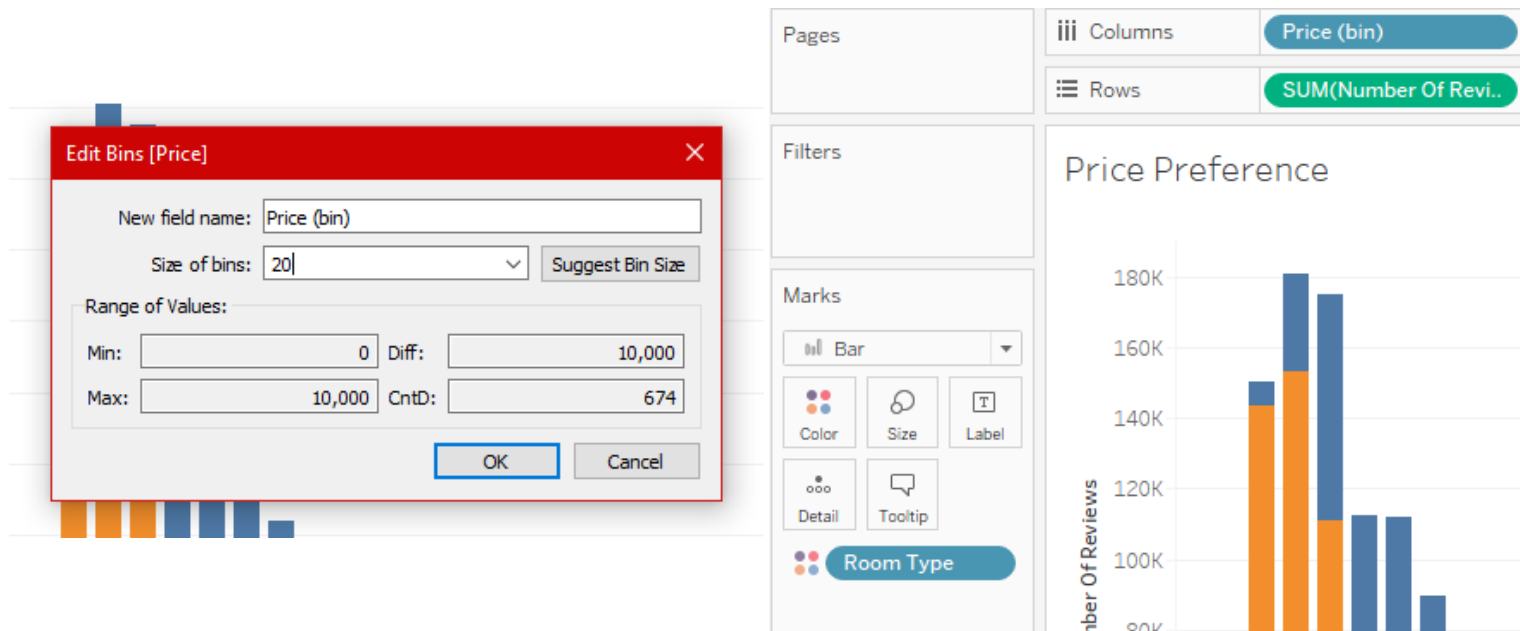 Edit Bins [Price]
New field name: Price (bin)
Size of bins: 20 Suggest Bin Size
Range of Values:
Min: 0 Diff: 10,000
Max: 10,000 CntD: 674
OK Cancel
Pages
Filters
Marks
Bar
Color Size Label
Detail Tooltip
Room Type
Columns Price (bin)
Rows SUM(Number Of Revi..
Price Preference
180K
160K
140K
120K
100K
80K
mber Of Reviews